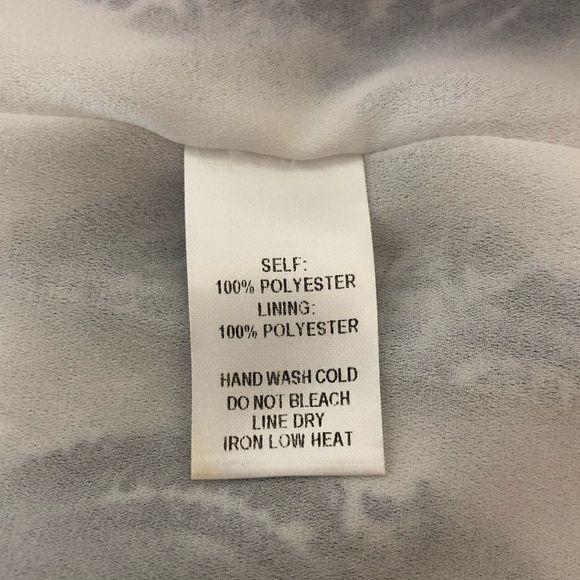 SELF:
100% POLYESTER
LINING:
100% POLYESTER
HAND WASH COLD
DO NOT BLEACH
LINE DRY
IRON LOW HEAT